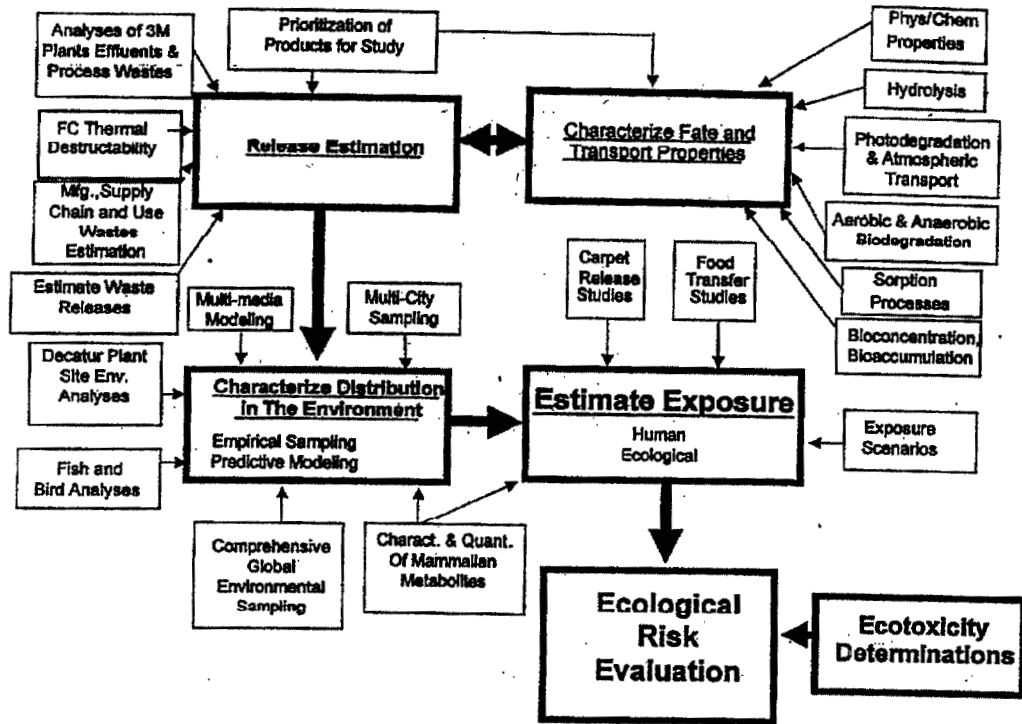 Analyses of 3M
Plants Effluents &
Process Wastes
Prioritization of
Products for Study
Phys/Chem
Properties
Hydrolysis
FC Thermal
Destructability
Release Estimation
Characterize Fate and
Transport Properties
Photodegradation
& Atmospheric
Transport
Mfg., Supply
Chain and Use
Wastes
Estimation
Aerobic & Anaerobic
Biodegradation
Estimate Waste
Releases
Multi-media
Modeling
Multi-City
Sampling
Carpet
Release
Studies
Food
Transfer
Studies
Sorption
Processes
Bioconcentration,
Bioaccumulation
Decatur Plant
Site Env.
Analyses
Characterize Distribution
in The Environment
Empirical Sampling
Predictive Modeling
Estimate Exposure
Human
Ecological
Exposure
Scenarios
Fish and
Bird Analyses
Comprehensive
Global
Environmental
Sampling
Charact. & Quant.
Of Mammalian
Metabolites
Ecological
Risk
Evaluation
Ecotoxicity
Determinations